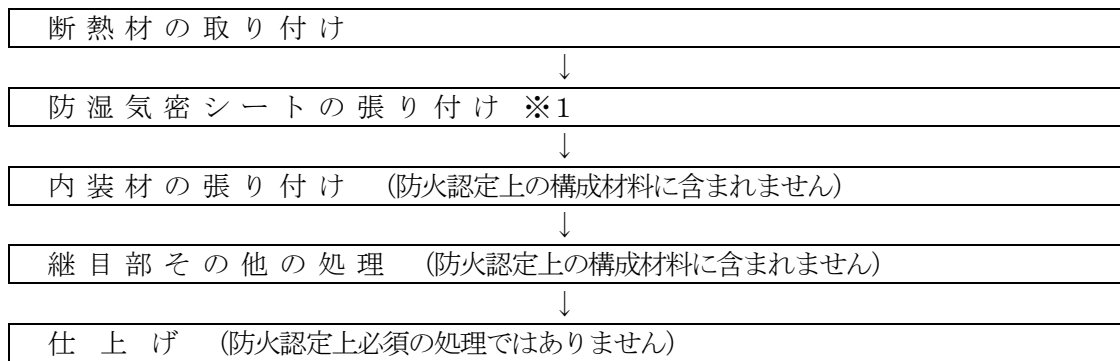 断熱材の取り付け
↓
防湿気密シートの張り付け ※1
↓
内装材の張り付け (防火認定上の構成材料に含まれません)
↓
継目部その他の処理 (防火認定上の構成材料に含まれません)
↓
仕上げ (防火認定上必須の処理ではありません)